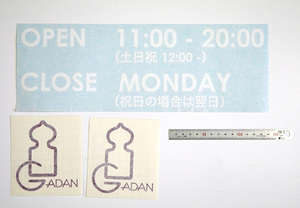 OPEN 11:00 - 20:00
(土日祝 12:00 -)
CLOSE MONDAY
(祝日の場合は翌日)
GADAN
GADAN